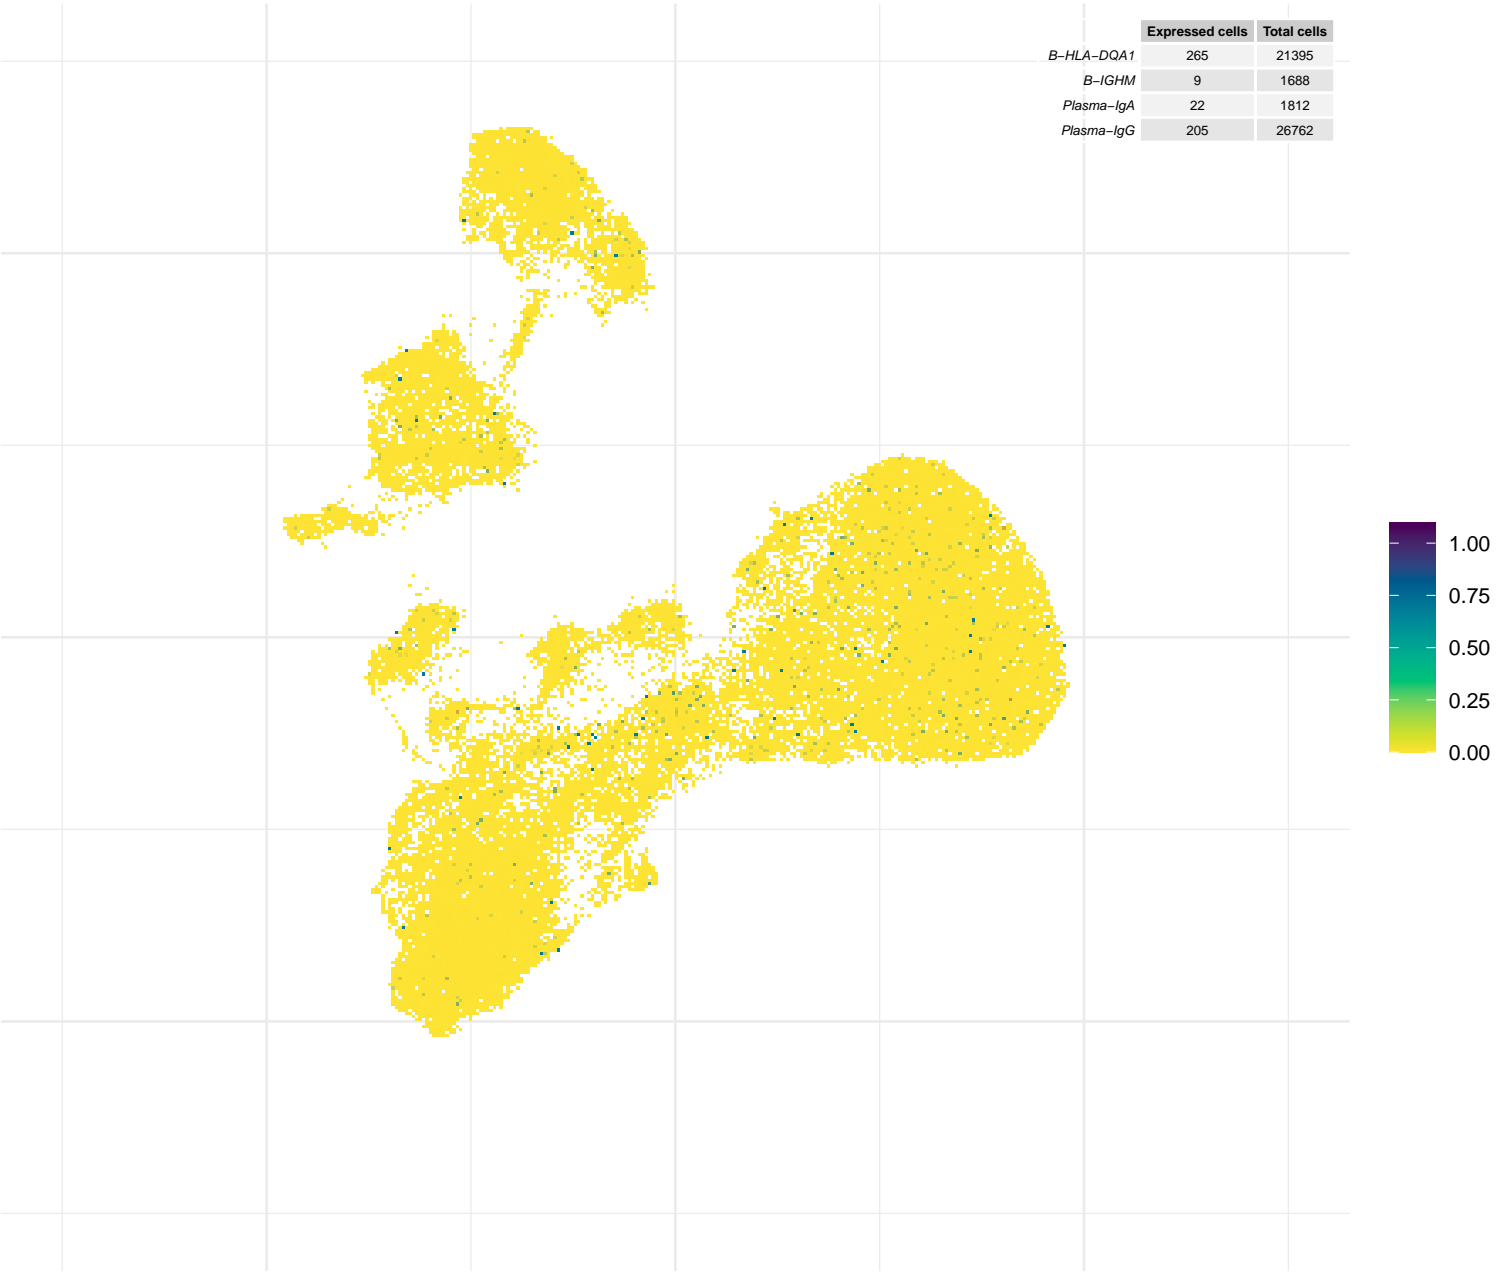 Expressed cells Total cells
B−HLA−DQA1 265 21395
B−IGHM 9 1688
Plasma−IgA 22 1812
Plasma−IgG 205 26762
1.00
0.75
0.50
0.25
0.00